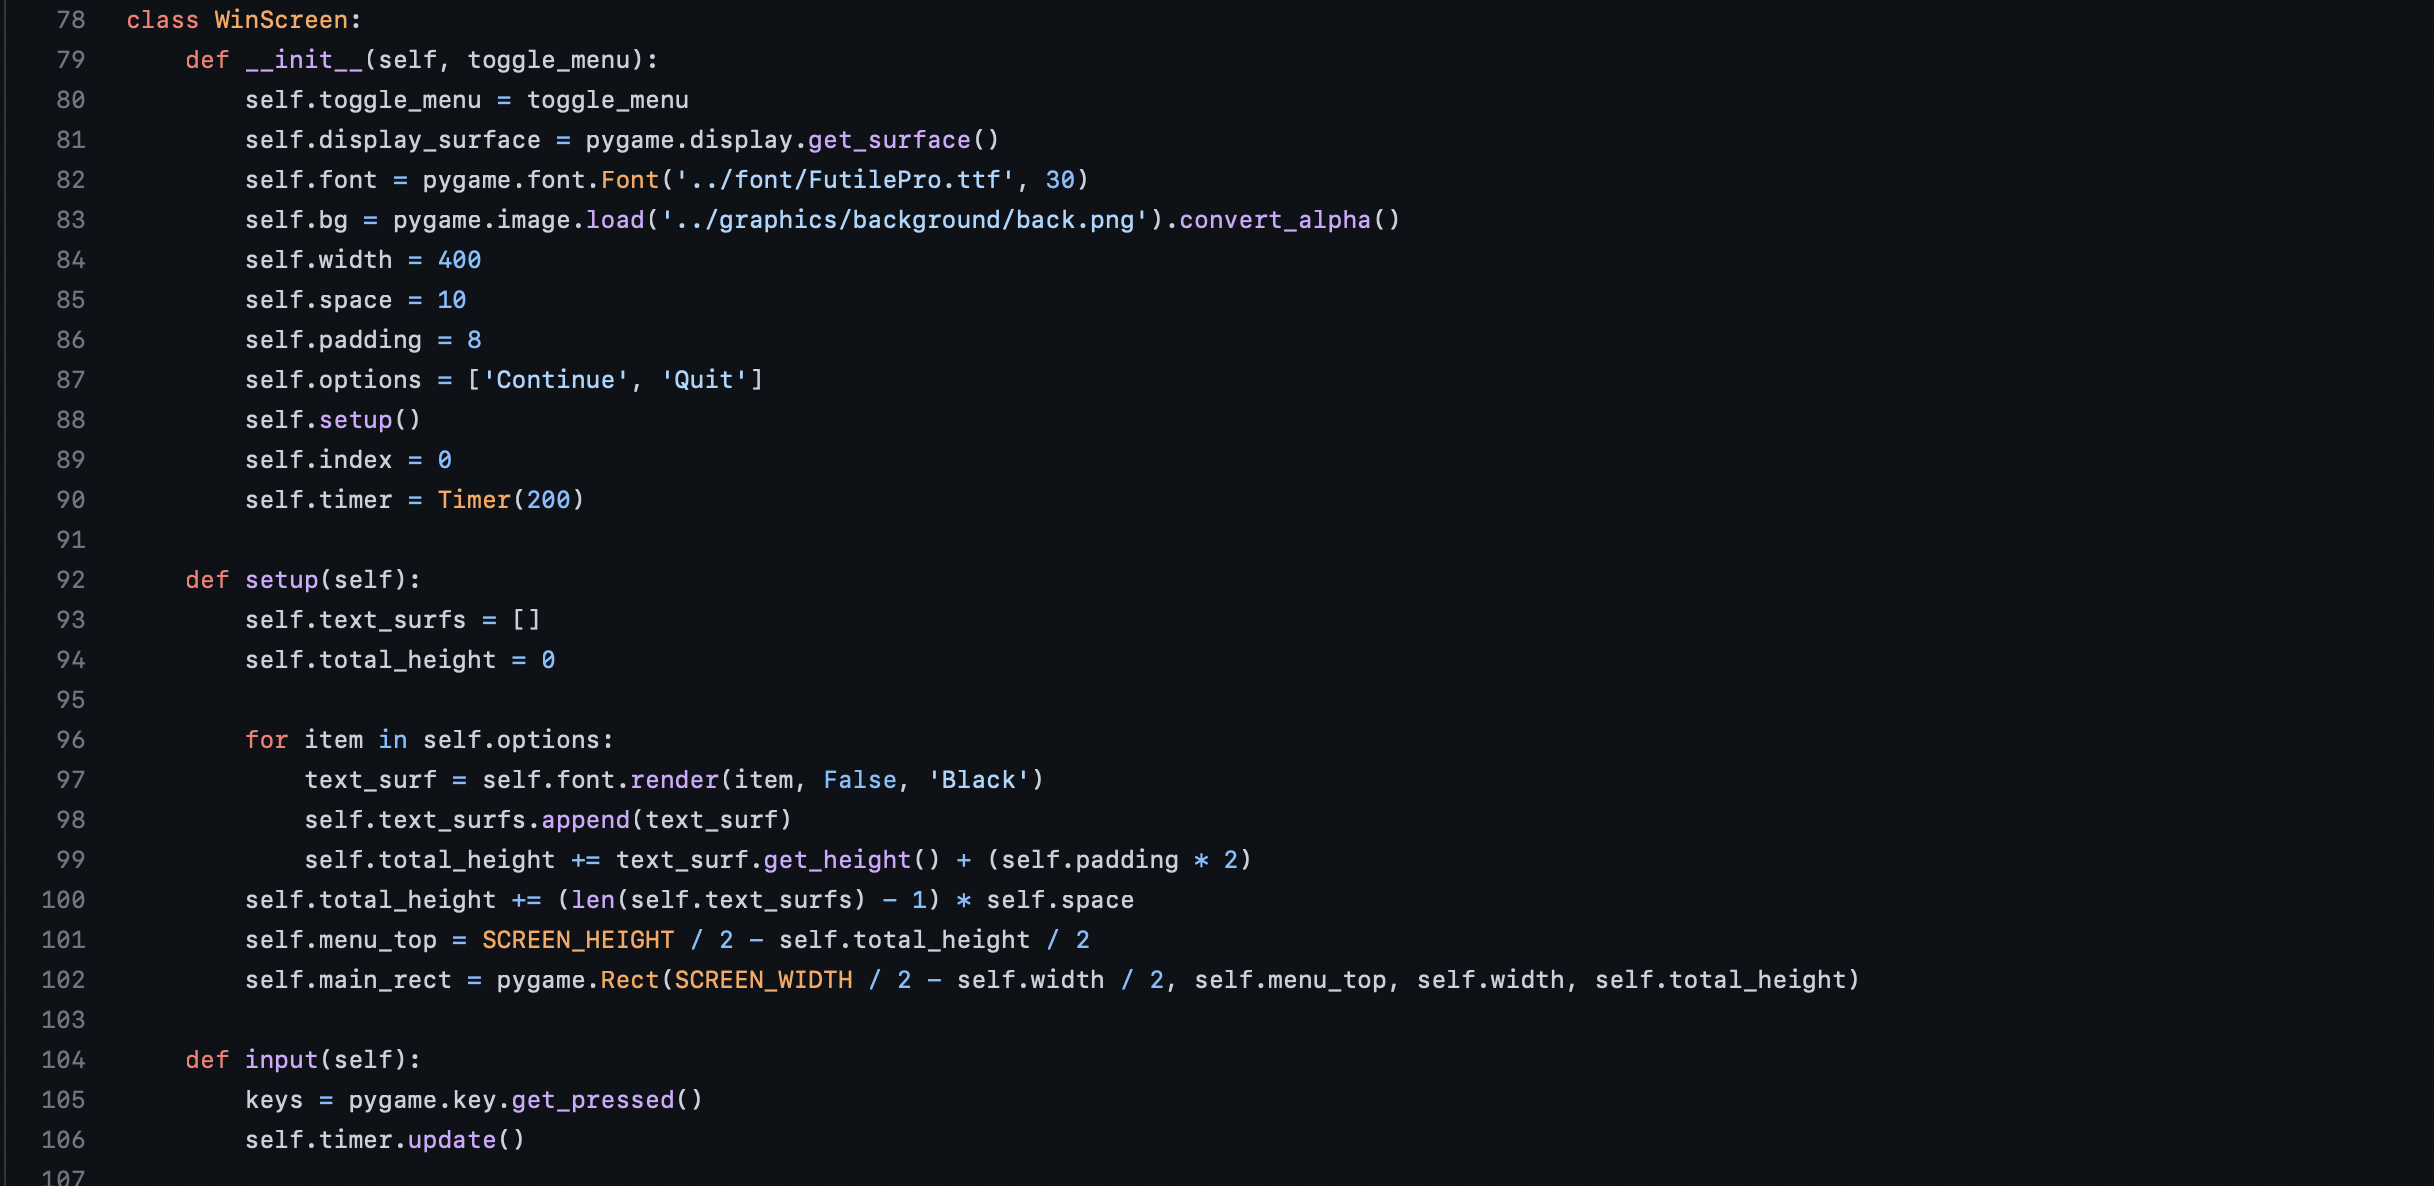 78 class WinScreen:
79     def __init__(self, toggle_menu):
80         self.toggle_menu = toggle_menu
81         self.display_surface = pygame.display.get_surface()
82         self.font = pygame.font.Font('../font/FutilePro.ttf', 30)
83         self.bg = pygame.image.load('../graphics/background/back.png').convert_alpha()
84         self.width = 400
85         self.space = 10
86         self.padding = 8
87         self.options = ['Continue', 'Quit']
88         self.setup()
89         self.index = 0
90         self.timer = Timer(200)
91
92     def setup(self):
93         self.text_surfs = []
94         self.total_height = 0
95
96         for item in self.options:
97             text_surf = self.font.render(item, False, 'Black')
98             self.text_surfs.append(text_surf)
99             self.total_height += text_surf.get_height() + (self.padding * 2)
100         self.total_height += (len(self.text_surfs) - 1) * self.space
101         self.menu_top = SCREEN_HEIGHT / 2 - self.total_height / 2
102         self.main_rect = pygame.Rect(SCREEN_WIDTH / 2 - self.width / 2, self.menu_top, self.width, self.total_height)
103
104     def input(self):
105         keys = pygame.key.get_pressed()
106         self.timer.update()
107